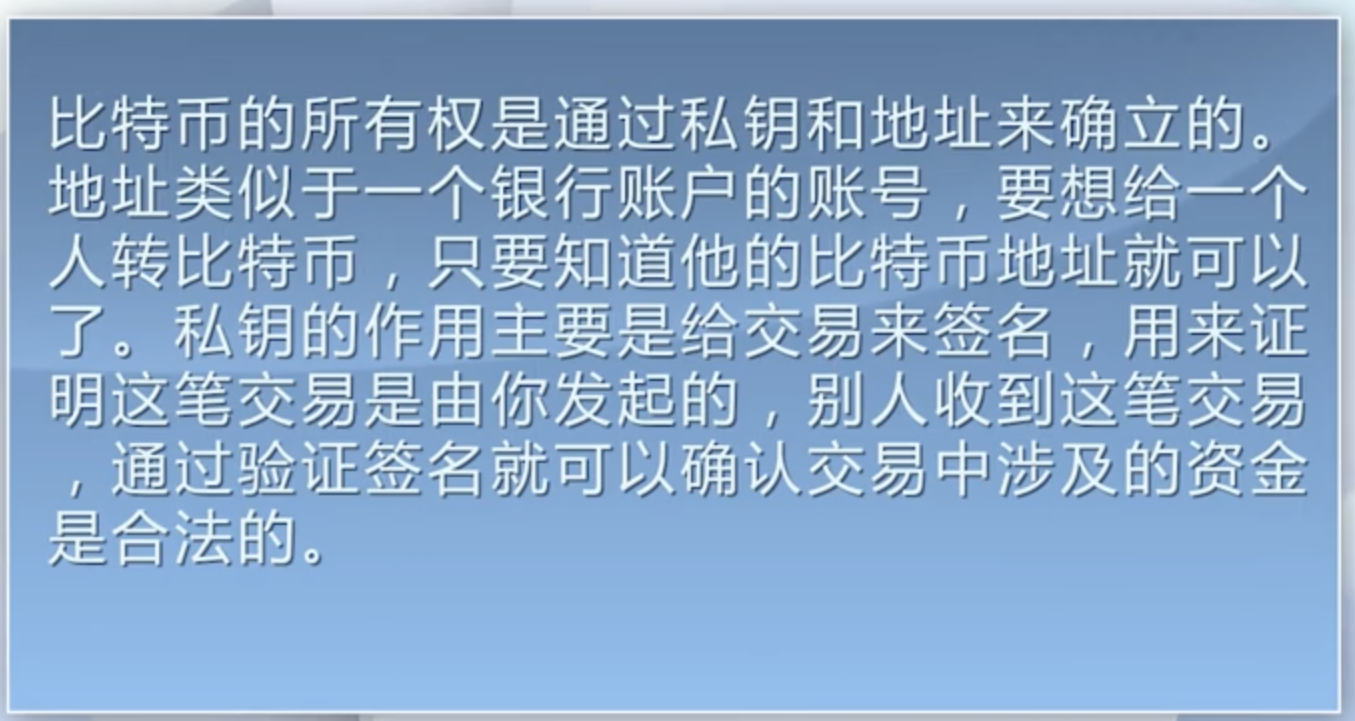 比特币的所有权是通过私钥和地址来确立的。
地址类似于一个银行账户的账号，要想给一个
人转比特币，只要知道他的比特币地址就可以
了。私钥的作用主要是给交易来签名，用来证
明这笔交易是由你发起的，别人收到这笔交易
，通过验证签名就可以确认交易中涉及的资金
是合法的。